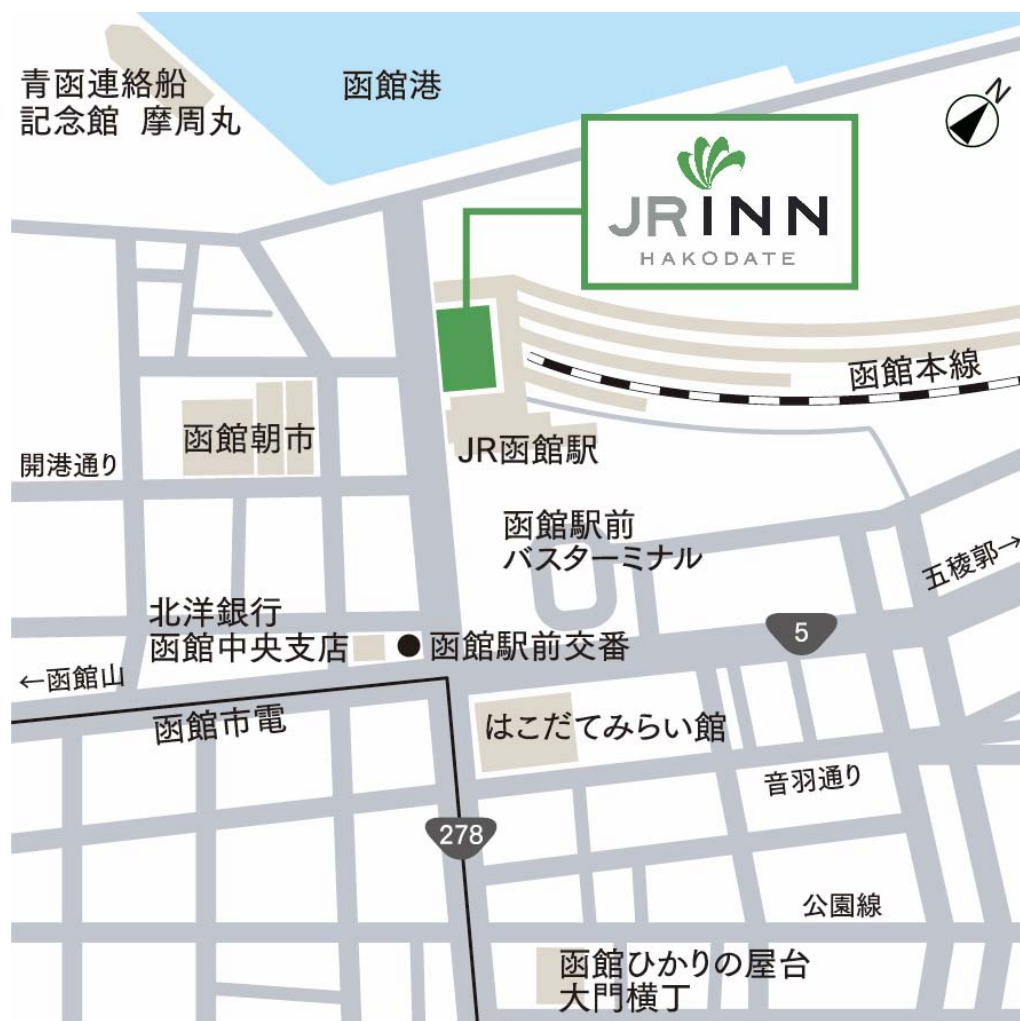 青函連絡船
記念館 摩周丸
函館港
N
JR INN
HAKODATE
函館本線
函館朝市
JR函館駅
開港通り
函館駅前
バスターミナル
五稜郭→
北洋銀行
函館中央支店
函館駅前交番
5
←函館山
函館市電
はこだてみらい館
音羽通り
278
公園線
函館ひかりの屋台
大門横丁